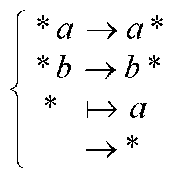 * a → a *
* b → b *
* ↦ a
→ *